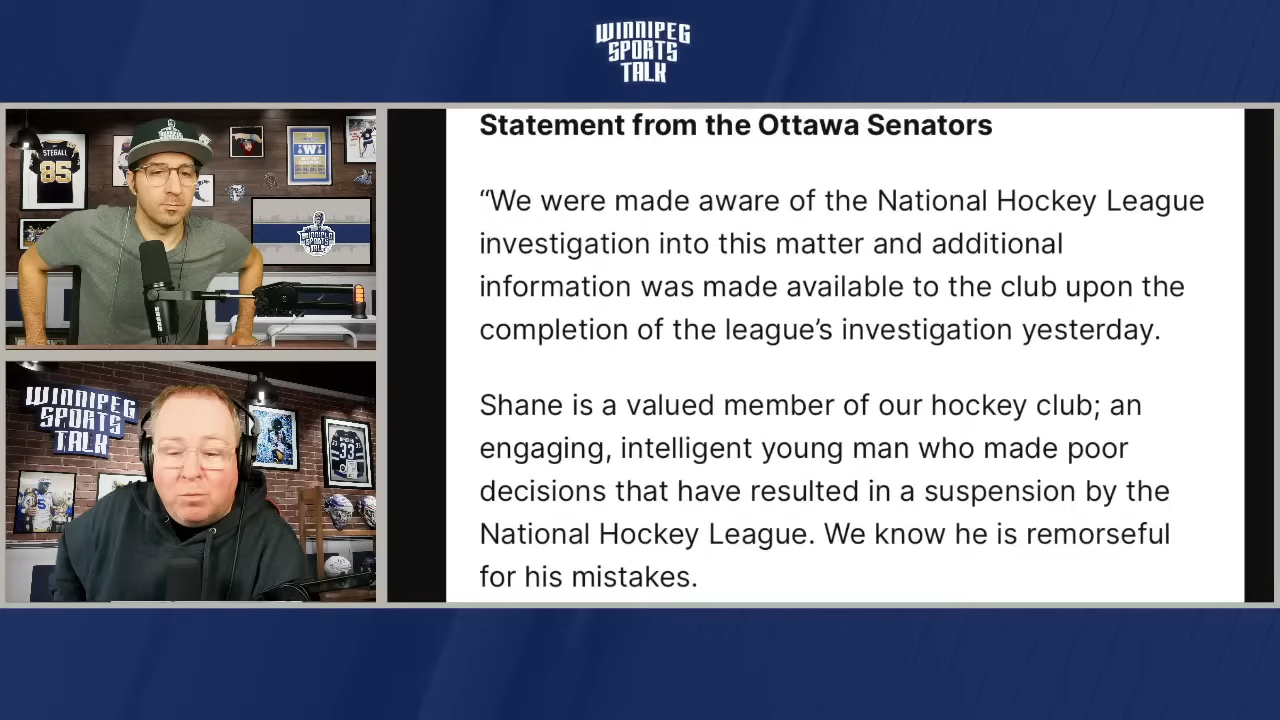 WINNIPEG
SPORTS
TALK
STEGALL
85
W
WINNIPEG
SPORTS
TALK
Statement from the Ottawa Senators
“We were made aware of the National Hockey League
investigation into this matter and additional
information was made available to the club upon the
completion of the league’s investigation yesterday.
Shane is a valued member of our hockey club; an
engaging, intelligent young man who made poor
decisions that have resulted in a suspension by the
National Hockey League. We know he is remorseful
for his mistakes.
WINNIPEG
SPORTS
TALK
33